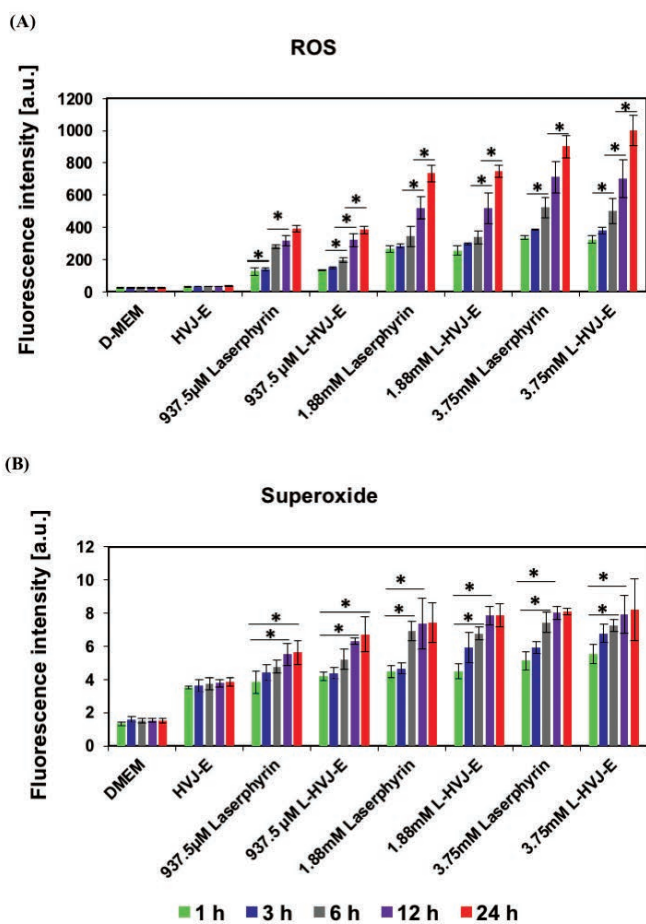 (A)
ROS
Fluorescence intensity [a.u.]
1200
1000
800
600
400
200
0
* * * * * * * * * * * * * *
D-MEM
HVJ-E
937.5µM Laserphyrin
937.5 µM L-HVJ-E
1.88mM Laserphyrin
1.88mM L-HVJ-E
3.75mM Laserphyrin
3.75mM L-HVJ-E
(B)
Superoxide
Fluorescence intensity [a.u.]
12
10
8
6
4
2
0
* * * * * * * * * * * *
DMEM
HVJ-E
937.5µM Laserphyrin
937.5 µM L-HVJ-E
1.88mM Laserphyrin
1.88mM L-HVJ-E
3.75mM Laserphyrin
3.75mM L-HVJ-E
1 h 3 h 6 h 12 h 24 h